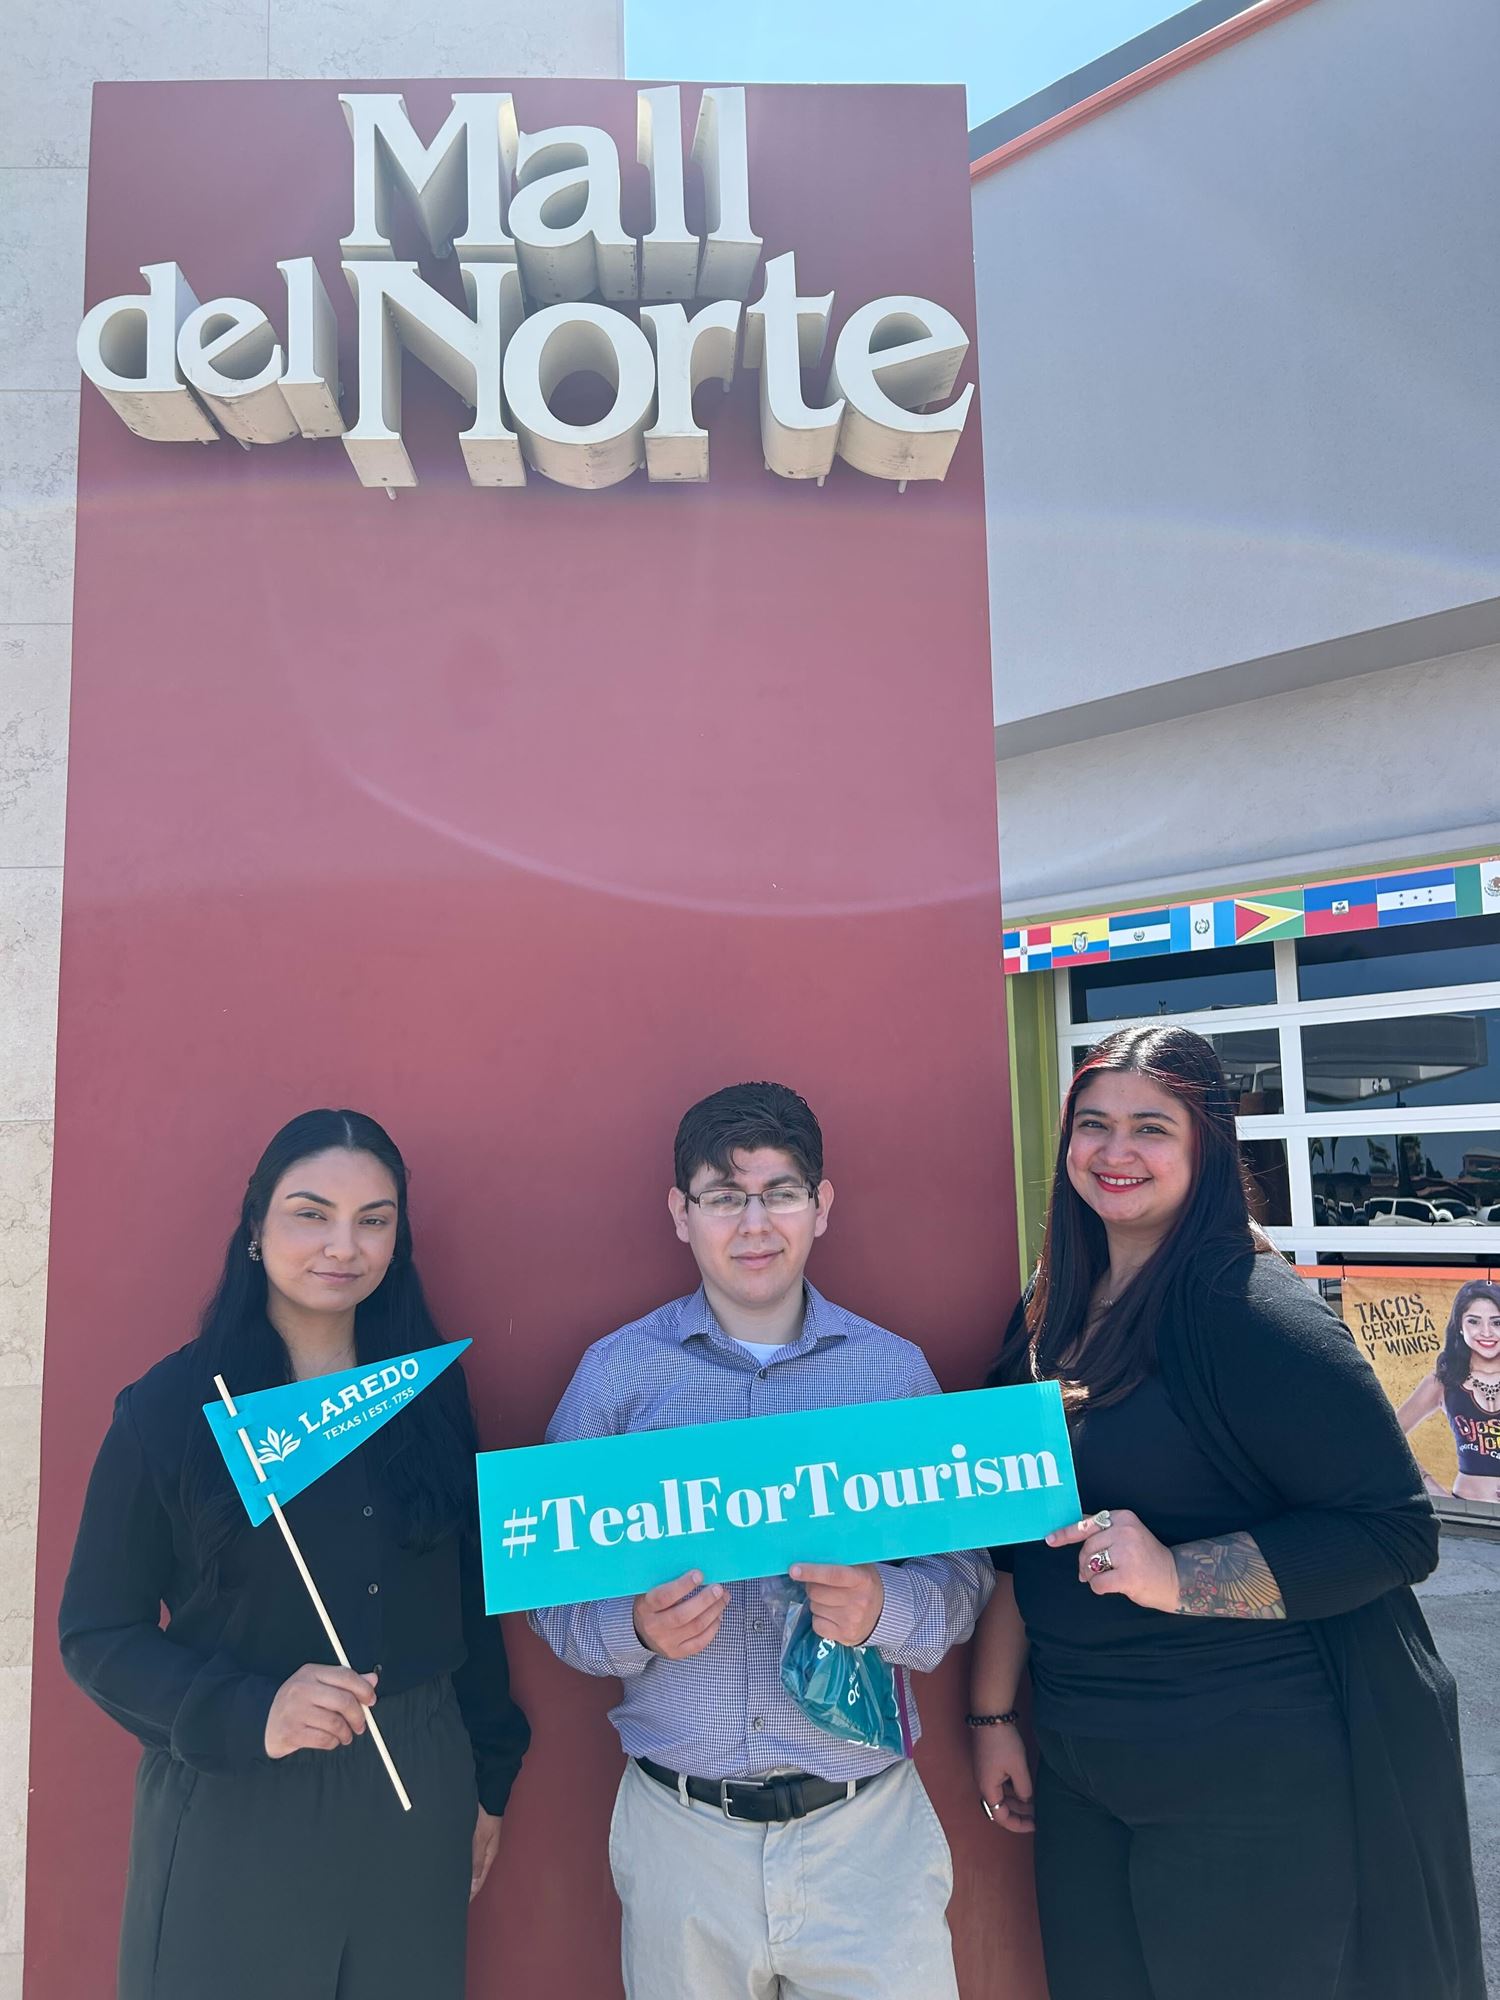 Mall
del Norte
LAREDO
TEXAS | EST. 1755
#TealForTourism
TACOS,
CERVEZA
Y WINGS